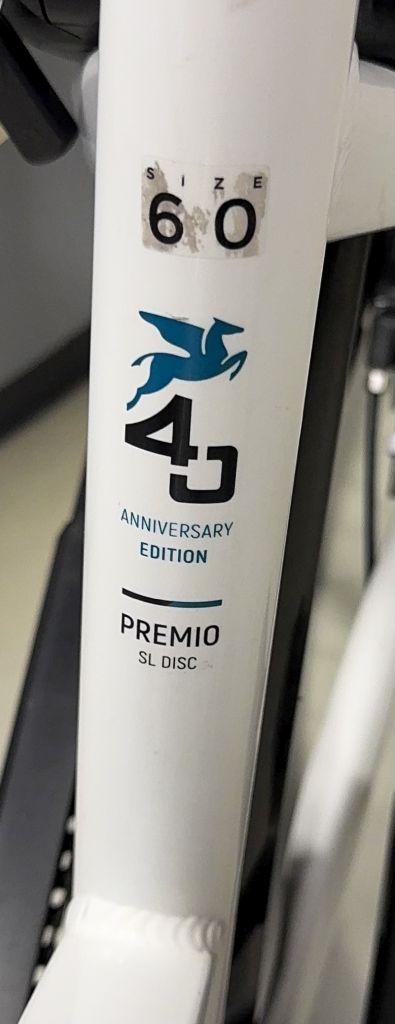 SIZE
60
40
ANNIVERSARY
EDITION
PREMIO
SL DISC